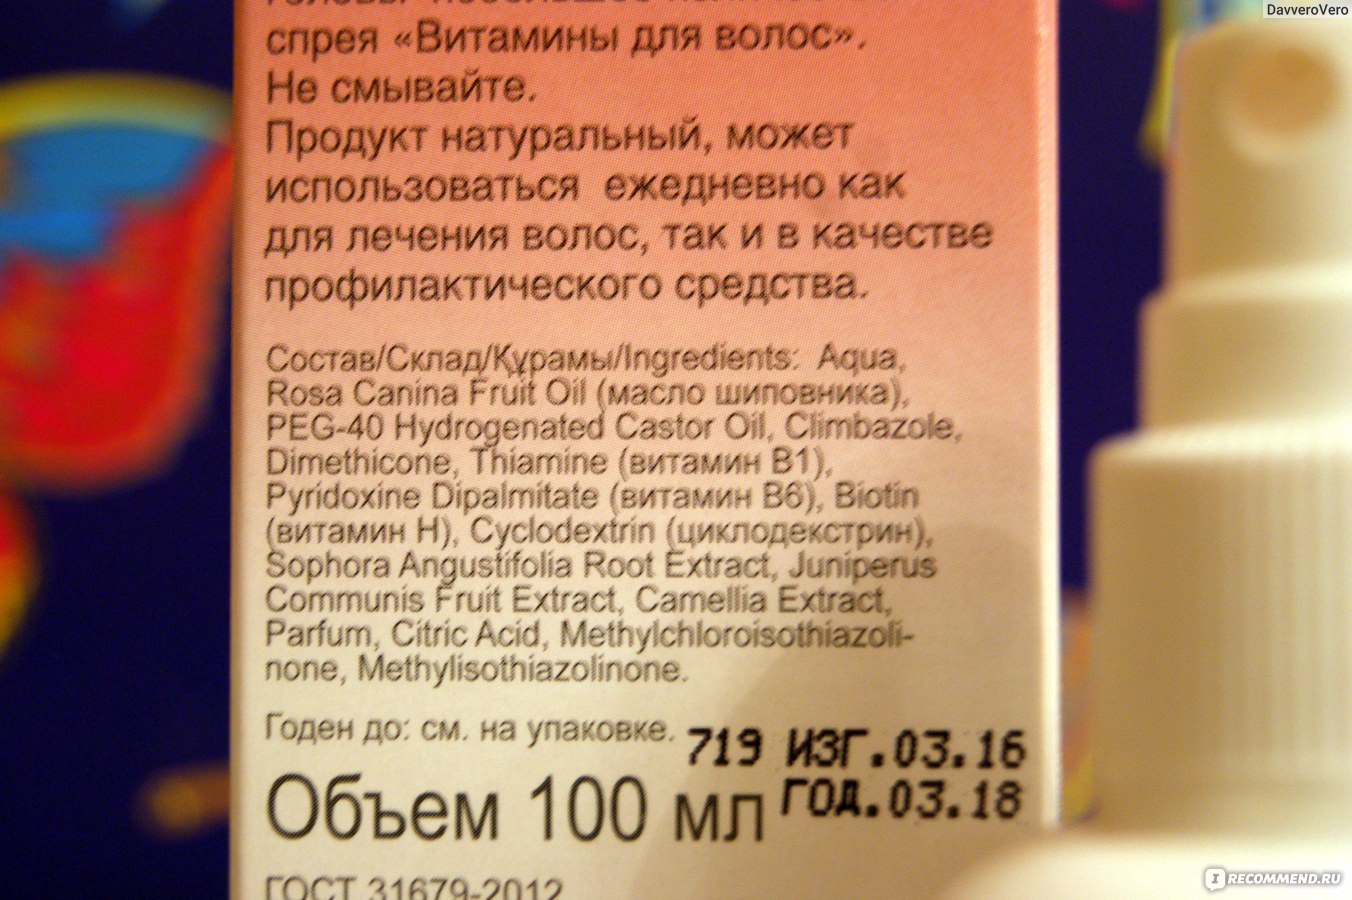 DavveroVero
спрея «Витамины для волос».
Не смывайте.
Продукт натуральный, может
использоваться ежедневно как
для лечения волос, так и в качестве
профилактического средства.
Состав/Склад/Құрамы/Ingredients: Aqua,
Rosa Canina Fruit Oil (масло шиповника),
PEG-40 Hydrogenated Castor Oil, Climbazole,
Dimethicone, Thiamine (витамин B1),
Pyridoxine Dipalmitate (витамин B6), Biotin
(витамин H), Cyclodextrin (циклодекстрин),
Sophora Angustifolia Root Extract, Juniperus
Communis Fruit Extract, Camellia Extract,
Parfum, Citric Acid, Methylchloroisothiazoli-
none, Methylisothiazolinone.
Годен до: см. на упаковке.
719 ИЗГ.03.16
ГОД.03.18
Объем 100 мл
ГОСТ 31679-2012
I RECOMMEND.RU